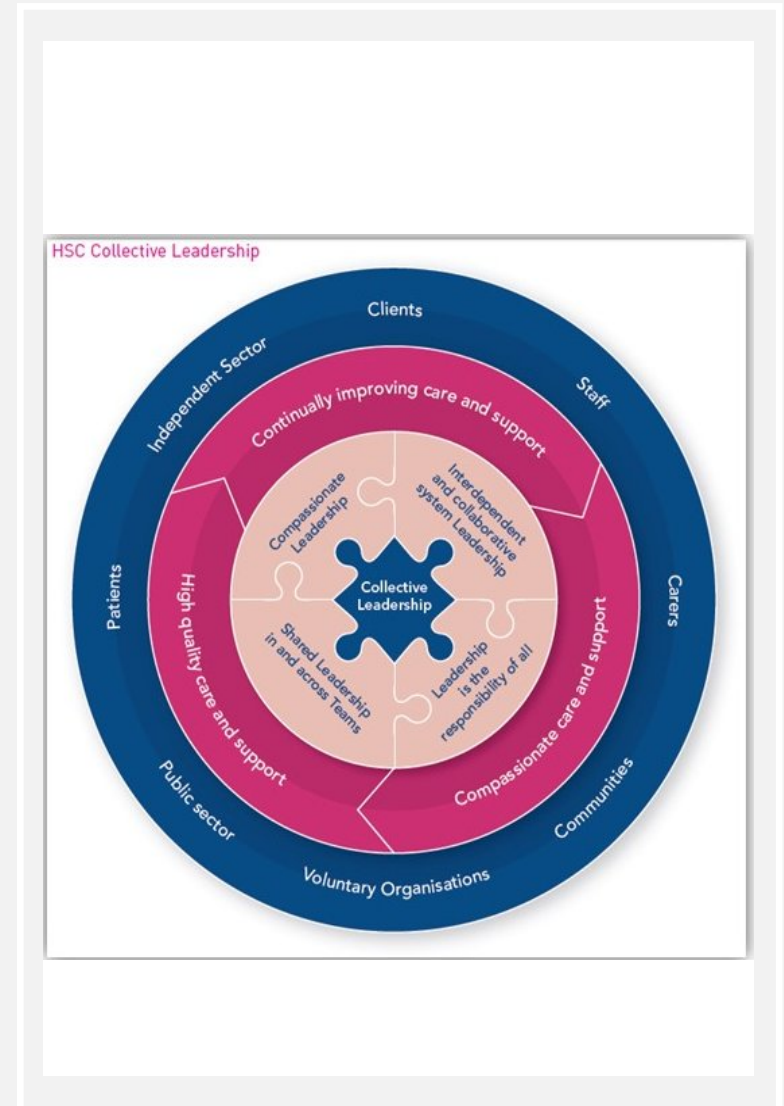 HSC Collective Leadership
Clients
Staff
Carers
Communities
Voluntary Organisations
Public sector
Patients
Independent Sector
Continually improving care and support
Compassionate care and support
High quality care and support
Compassionate
Leadership
Interdependent
and collaborative
system Leadership
Leadership
is the
responsibility of all
Shared Leadership
in and across Teams
Collective
Leadership